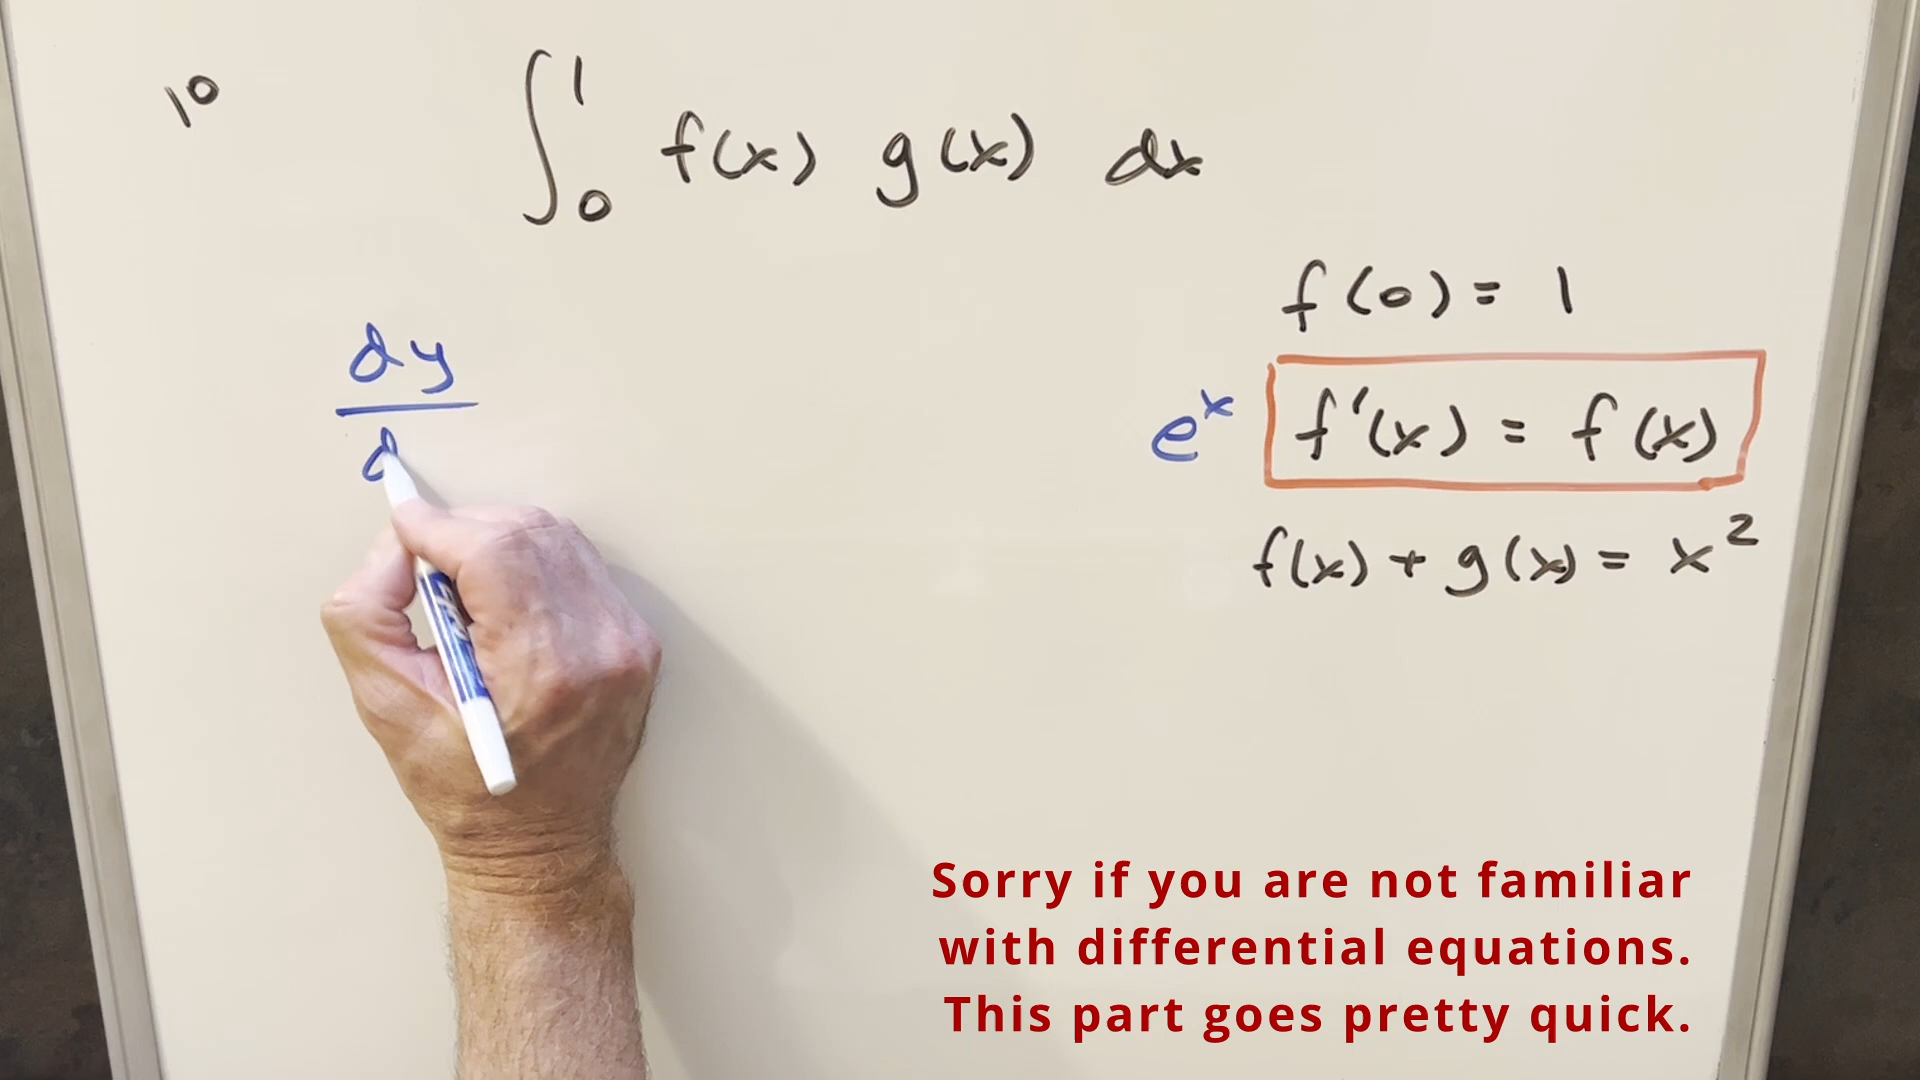 10
∫₀¹ f(x) g(x) dx
f(0) = 1
dy
d
eˣ f'(x) = f(x)
f(x) + g(x) = x²
Sorry if you are not familiar
with differential equations.
This part goes pretty quick.